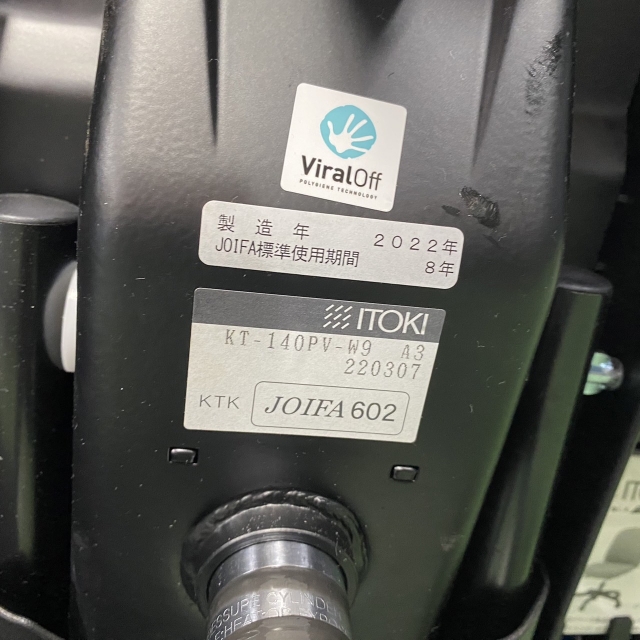 ViralOff
POLYGIENE TECHNOLOGY
製造年 2022年
JOIFA標準使用期間 8年
ITOKI
KT-140PV-W9 A3
220307
KTK JOIFA602